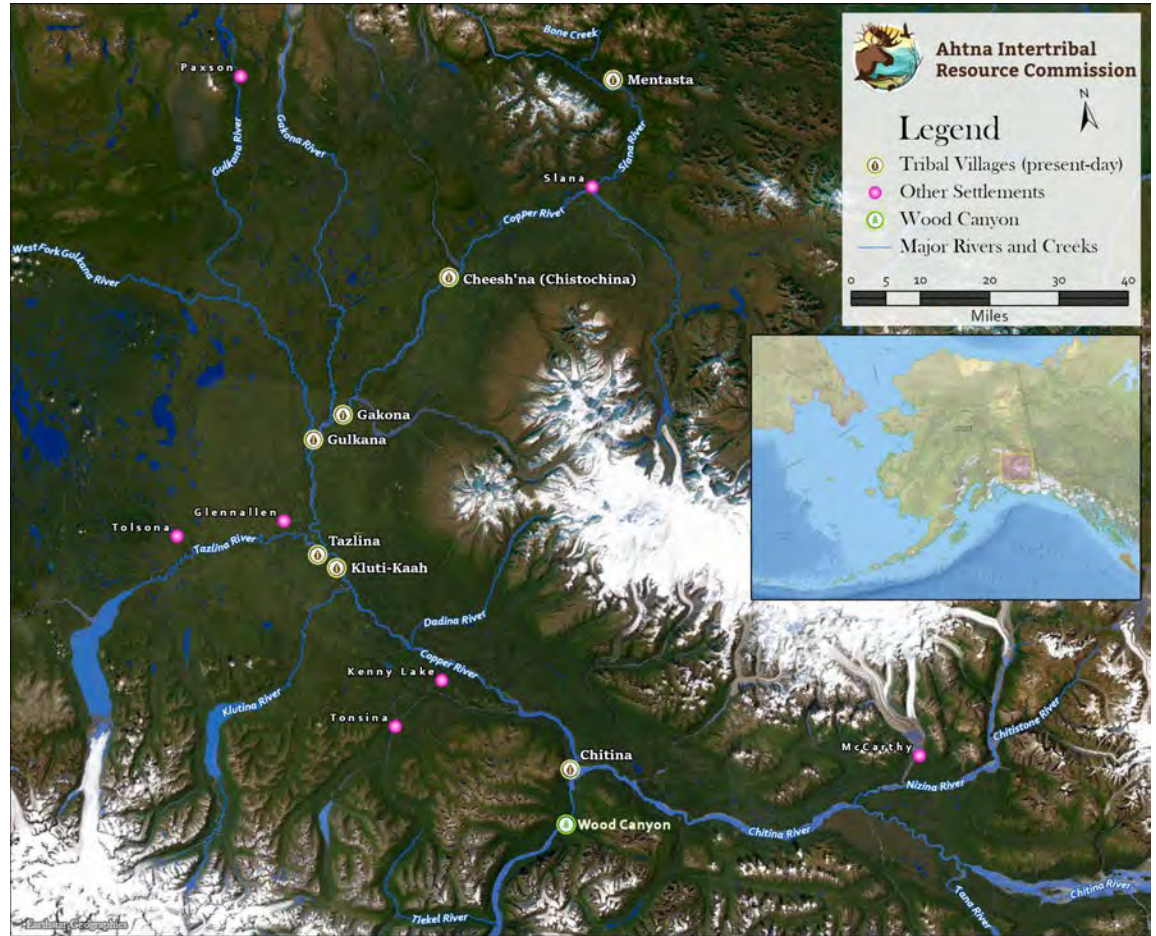 Ahtna Intertribal
Resource Commission
N
Legend
Tribal Villages (present-day)
Other Settlements
Wood Canyon
Major Rivers and Creeks
0 5 10 20 30 40
Miles
Paxson
Bone Creek
Mentasta
Gulkana River
Gakona River
Slana River
Slana
Copper River
West Fork Gulkana River
Cheesh'na (Chistochina)
Gakona
Gulkana
Glennallen
Tolsona
Tazlina River
Tazlina
Kluti-Kaah
Dadina River
Copper River
Kenny Lake
Klutina River
Tonsina
Chitina
McCarthy
Chitistone River
Nizina River
Wood Canyon
Chitina River
Tana River
Chitina River
Tiekel River
Earthstar Geographics